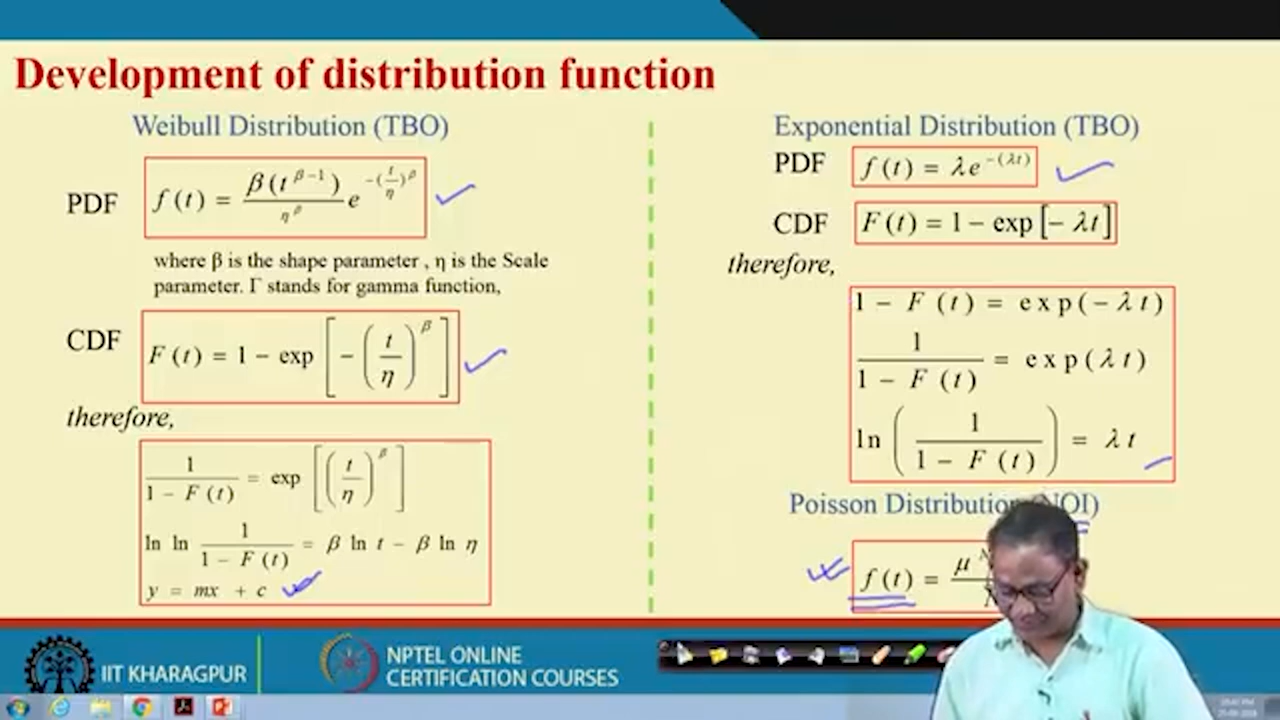 Development of distribution function
Weibull Distribution (TBO)
PDF
f(t) = β(t^{β-1}) / η^β e^{-(t/η)^β}
where β is the shape parameter , η is the Scale
parameter. Γ stands for gamma function,
CDF
F(t) = 1 - exp [-(t/η)^β]
therefore,
1 / (1 - F(t)) = exp [(t/η)^β]
ln ln 1 / (1 - F(t)) = β ln t - β ln η
y = mx + c
Exponential Distribution (TBO)
PDF
f(t) = λe^{-(λt)}
CDF
F(t) = 1 - exp[-λt]
therefore,
1 - F(t) = exp(-λt)
1 / (1 - F(t)) = exp(λt)
ln (1 / (1 - F(t))) = λt
Poisson Distribution (NOI)
f(t) = μ
IIT KHARAGPUR
NPTEL ONLINE
CERTIFICATION COURSES